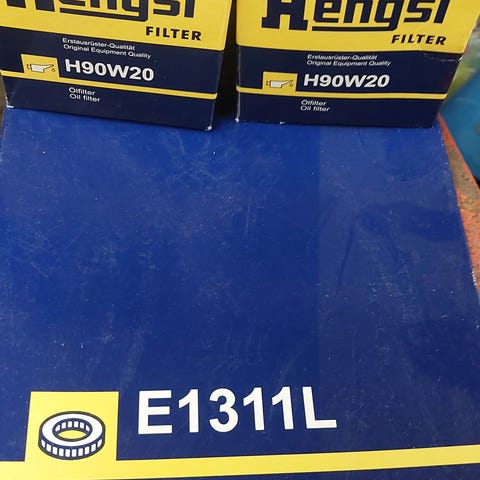 Hengst
FILTER
Erstausrüster-Qualität
Original Equipment Quality
H90W20
Ölfilter
Oil filter
Hengst
FILTER
Erstausrüster-Qualität
Original Equipment Quality
H90W20
Ölfilter
Oil filter
E1311L